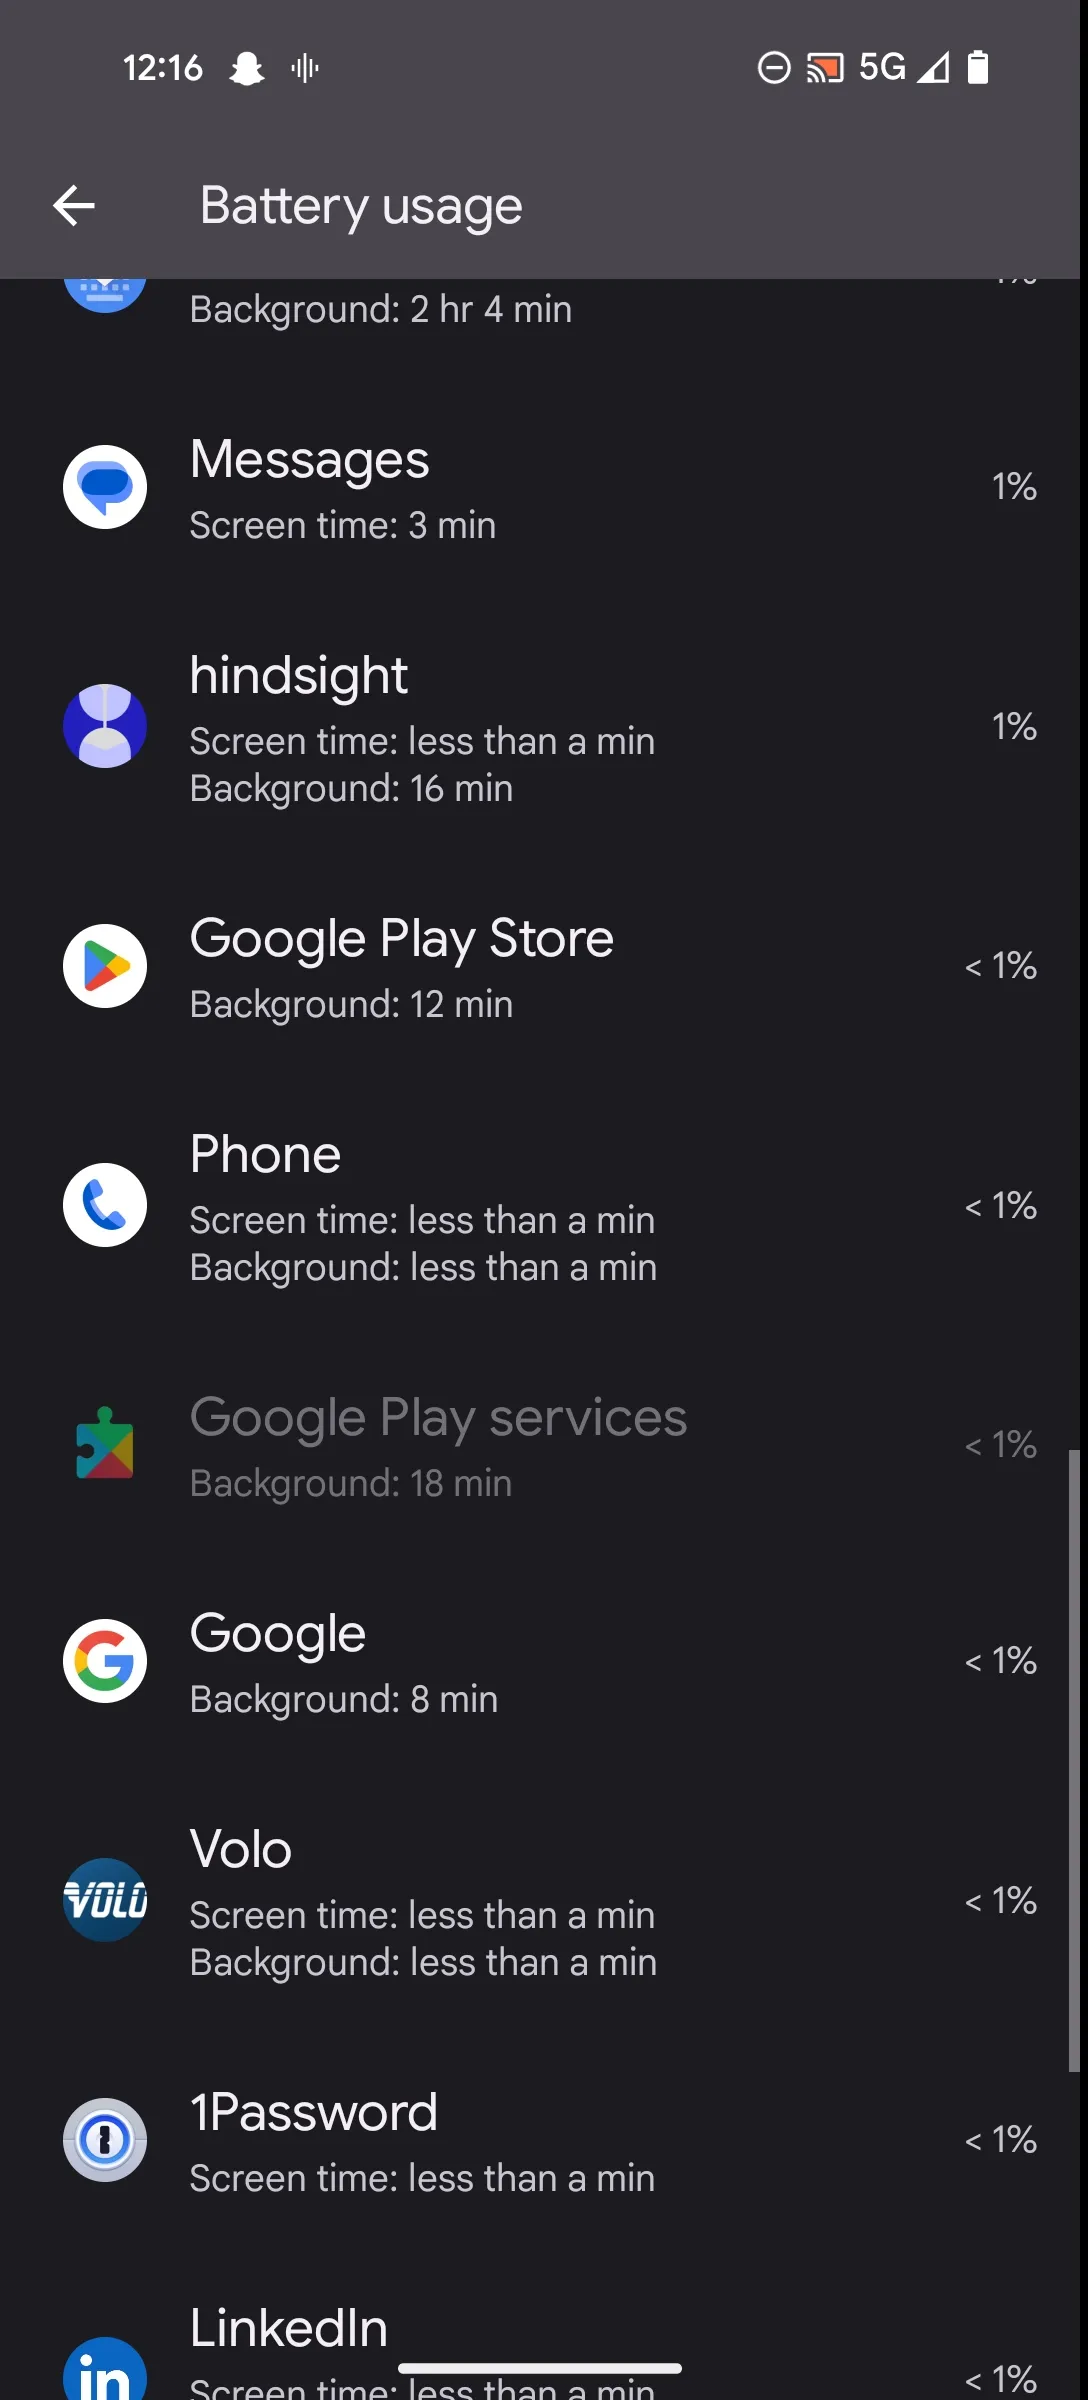 12:16
5G
Battery usage
Background: 2 hr 4 min
Messages
Screen time: 3 min
1%
hindsight
Screen time: less than a min
Background: 16 min
1%
Google Play Store
Background: 12 min
< 1%
Phone
Screen time: less than a min
Background: less than a min
< 1%
Google Play services
Background: 18 min
< 1%
Google
Background: 8 min
< 1%
VOLO
Volo
Screen time: less than a min
Background: less than a min
< 1%
1Password
Screen time: less than a min
< 1%
in
LinkedIn
Screen time: less than a min
< 1%